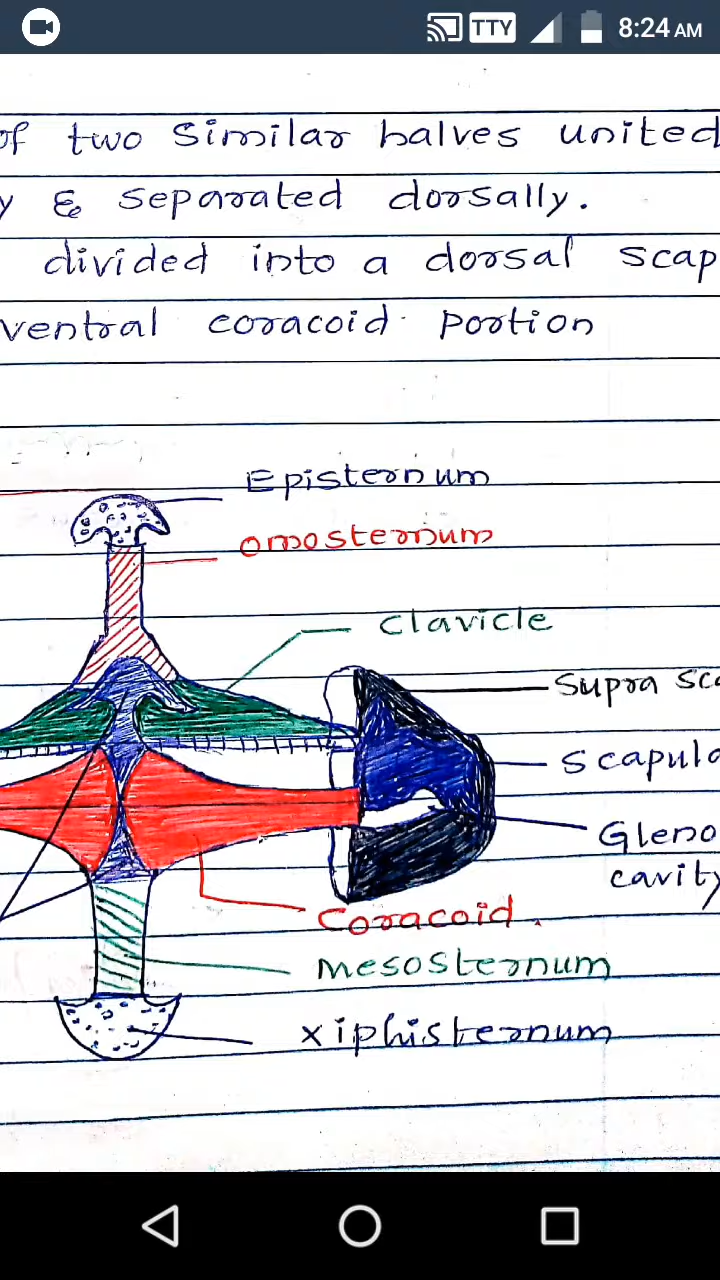 TTY 8:24 AM
of two similar halves united
y & separated dorsally.
divided into a dorsal scap
ventral coracoid portion
Episternum
omosternum
clavicle
Supra sca
Scapula
Gleno
cavity
Coracoid.
Mesosternum
xiphisternum